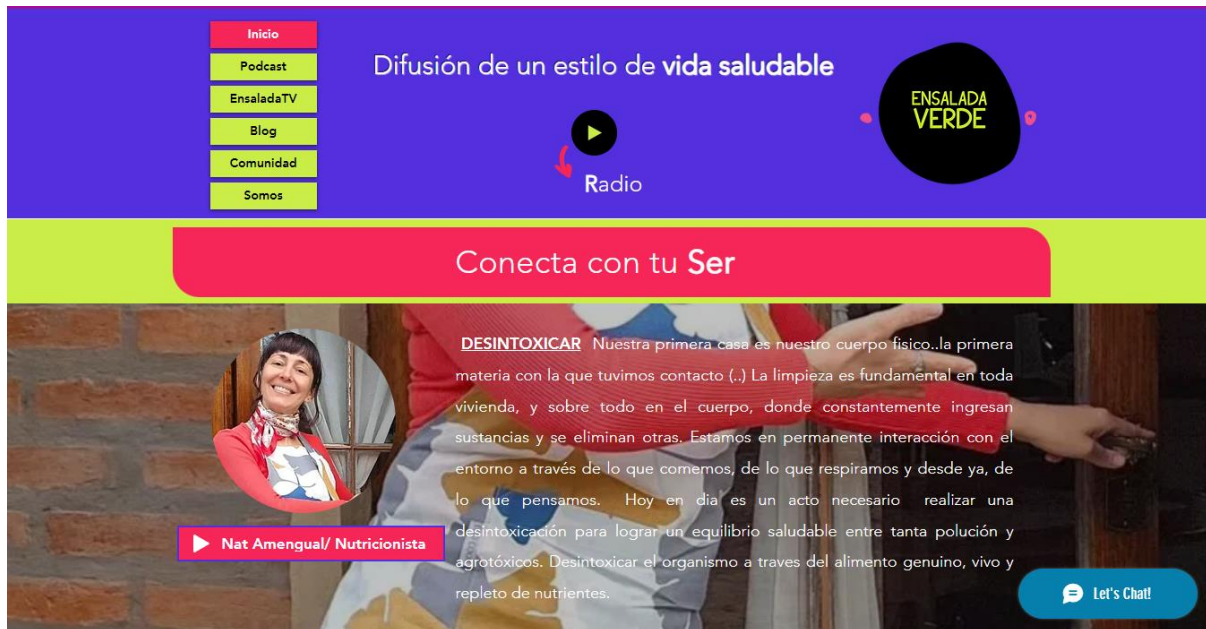 Inicio
Podcast
EnsaladaTV
Blog
Comunidad
Somos
Difusión de un estilo de vida saludable
Radio
ENSALADA
VERDE
Conecta con tu Ser
DESINTOXICAR Nuestra primera casa es nuestro cuerpo fisico..la primera
materia con la que tuvimos contacto (..) La limpieza es fundamental en toda
vivienda, y sobre todo en el cuerpo, donde constantemente ingresan
sustancias y se eliminan otras. Estamos en permanente interacción con el
entorno a través de lo que comemos, de lo que respiramos y desde ya, de
lo que pensamos. Hoy en dia es un acto necesario realizar una
desintoxicación para lograr un equilibrio saludable entre tanta polución y
agrotóxicos. Desintoxicar el organismo a traves del alimento genuino, vivo y
repleto de nutrientes.
Nat Amengual/ Nutricionista
Let's Chat!